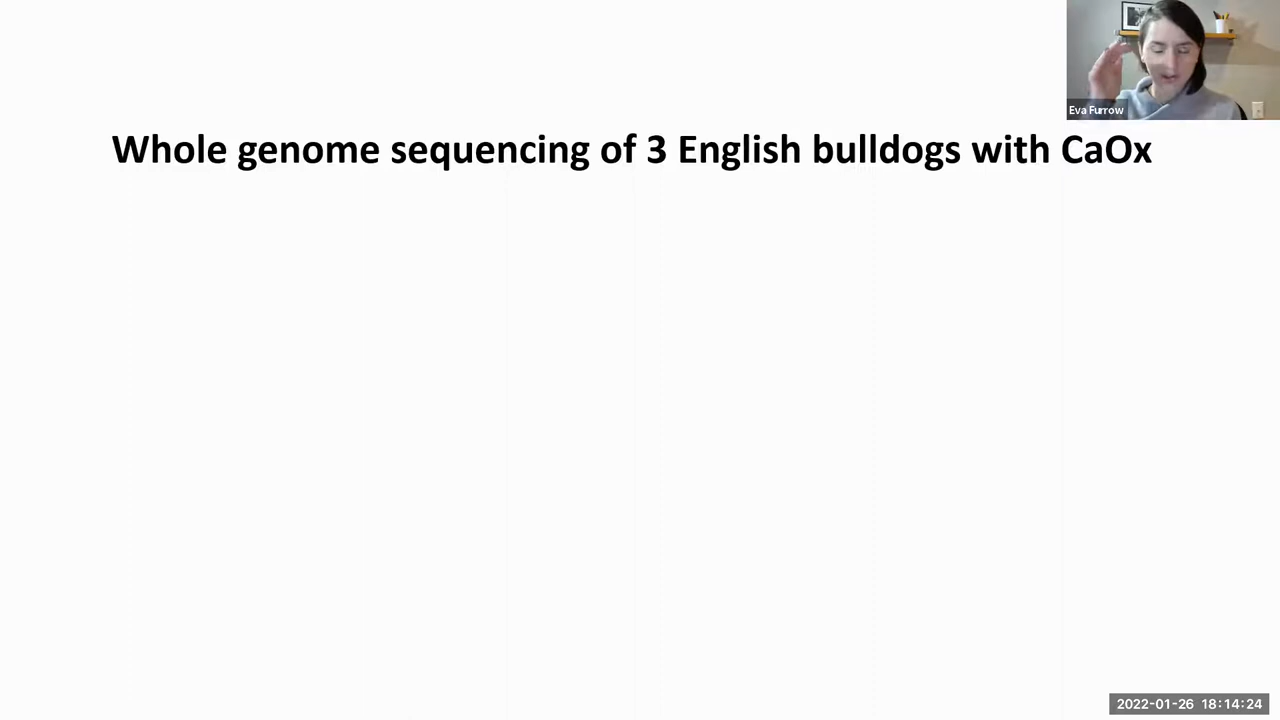 Eva Furrow
Whole genome sequencing of 3 English bulldogs with CaOx
2022-01-26 18:14:24